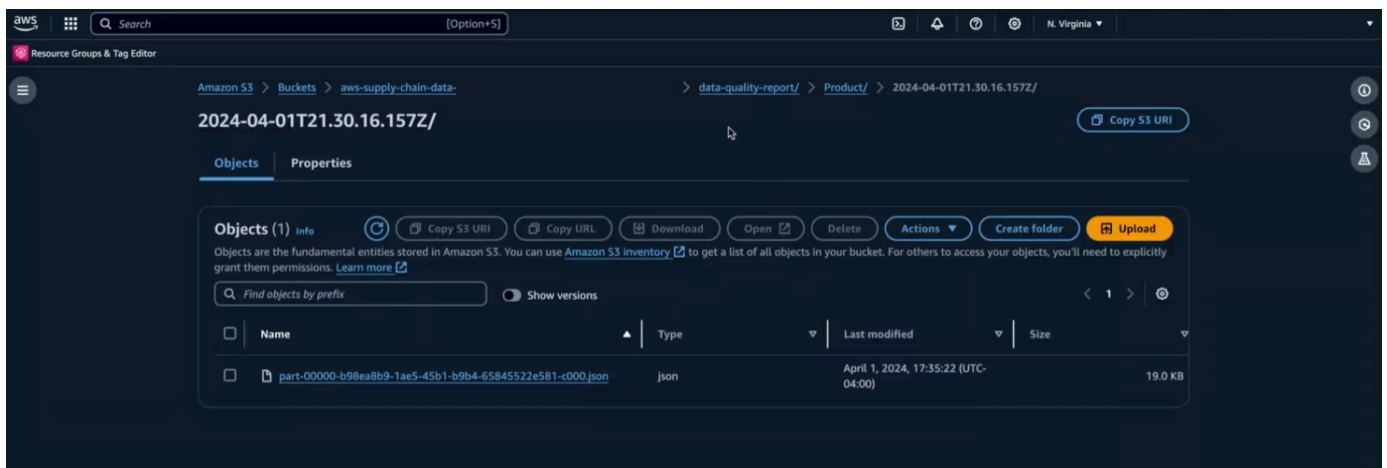 aws
Search [Option+S] N. Virginia
Resource Groups & Tag Editor
Amazon S3 > Buckets > aws-supply-chain-data- > data-quality-report/ > Product/ > 2024-04-01T21.30.16.157Z/
2024-04-01T21.30.16.157Z/
Copy S3 URI
Objects Properties
Objects (1) Info Copy S3 URI Copy URL Download Open Delete Actions Create folder Upload
Objects are the fundamental entities stored in Amazon S3. You can use Amazon S3 inventory to get a list of all objects in your bucket. For others to access your objects, you'll need to explicitly
grant them permissions. Learn more
Find objects by prefix Show versions 1
Name Type Last modified Size
part-00000-b98ea8b9-1ae5-45b1-b9b4-65845522e581-c000.json json April 1, 2024, 17:35:22 (UTC-
04:00) 19.0 KB